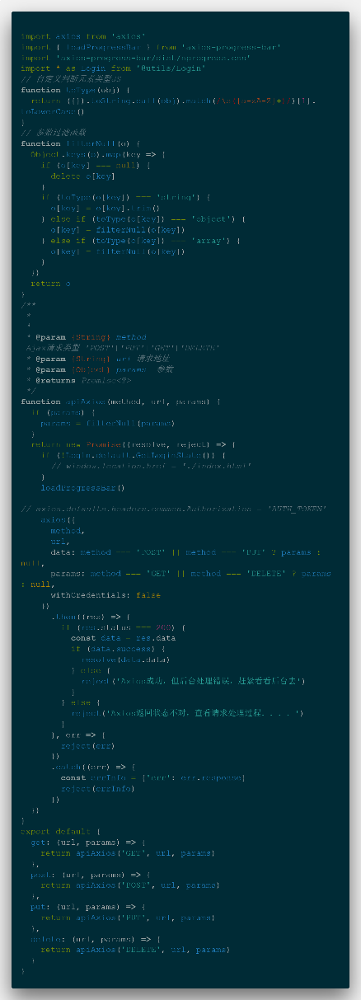 import axios from 'axios'
import { loadProgressBar } from 'axios-progress-bar'
import 'axios-progress-bar/dist/nprogress.css'
import * as Login from '@utils/Login'
// 自定义判断元素类型JS
function toType(obj) {
  return ({}).toString.call(obj).match(/\s([a-zA-Z]+)/)[1].
toLowerCase()
}
// 参数过滤函数
function filterNull(o) {
  Object.keys(o).map(key => {
    if (o[key] === null) {
      delete o[key]
    }
    if (toType(o[key]) === 'string') {
      o[key] = o[key].trim()
    } else if (toType(o[key]) === 'object') {
      o[key] = filterNull(o[key])
    } else if (toType(o[key]) === 'array') {
      o[key] = filterNull(o[key])
    }
  })
  return o
}
/**
 *
 *
 * @param {String} method
 Ajax请求类型 'POST'|'PUT'|'GET'|'DELETE'
 * @param {String} url 请求地址
 * @param {Object} params  参数
 * @returns Promise<T>
 */
function apiAxios(method, url, params) {
  if (params) {
    params = filterNull(params)
  }
  return new Promise((resolve, reject) => {
    if (!Login.default.GetLoginState()) {
      // window.location.href = './index.html'
    }
    loadProgressBar()
// axios.defaults.headers.common.Authorization = 'AUTH_TOKEN'
    axios({
      method,
      url,
      data: method === 'POST' || method === 'PUT' ? params :
null,
      params: method === 'GET' || method === 'DELETE' ? params
: null,
      withCredentials: false
    })
      .then((res) => {
        if (res.status === 200) {
          const data = res.data
          if (data.success) {
            resolve(data.data)
          } else {
            reject('Axios成功，但后台处理错误，赶紧看看后台去')
          }
        } else {
          reject('Axios返回状态不对，查看请求处理过程．．．．')
        }
      }, err => {
        reject(err)
      })
      .catch((err) => {
        const errInfo = {'err': err.response}
        reject(errInfo)
      })
  })
}
export default {
  get: (url, params) => {
    return apiAxios('GET', url, params)
  },
  post: (url, params) => {
    return apiAxios('POST', url, params)
  },
  put: (url, params) => {
    return apiAxios('PUT', url, params)
  },
  delete: (url, params) => {
    return apiAxios('DELETE', url, params)
  }
}